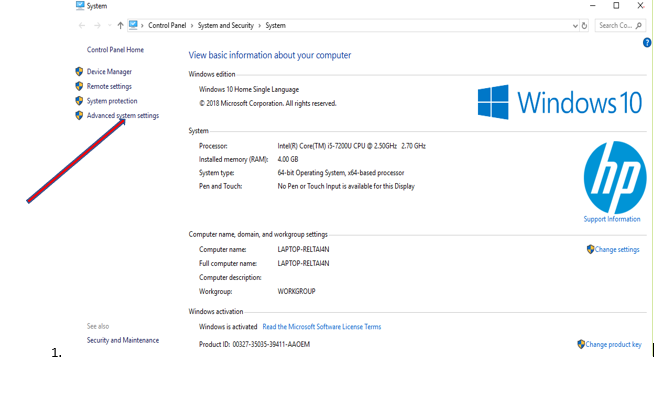 System
Control Panel > System and Security > System
Search Co...
Control Panel Home
Device Manager
Remote settings
System protection
Advanced system settings
View basic information about your computer
Windows edition
Windows 10 Home Single Language
© 2018 Microsoft Corporation. All rights reserved.
Windows 10
System
Processor: Intel(R) Core(TM) i5-7200U CPU @ 2.50GHz 2.70 GHz
Installed memory (RAM): 4.00 GB
System type: 64-bit Operating System, x64-based processor
Pen and Touch: No Pen or Touch Input is available for this Display
hp
Support Information
Computer name, domain, and workgroup settings
Computer name: LAPTOP-RELTAI4N
Change settings
Full computer name: LAPTOP-RELTAI4N
Computer description:
Workgroup: WORKGROUP
Windows activation
Windows is activated Read the Microsoft Software License Terms
Product ID: 00327-35035-39411-AAOEM
Change product key
See also
Security and Maintenance
1.